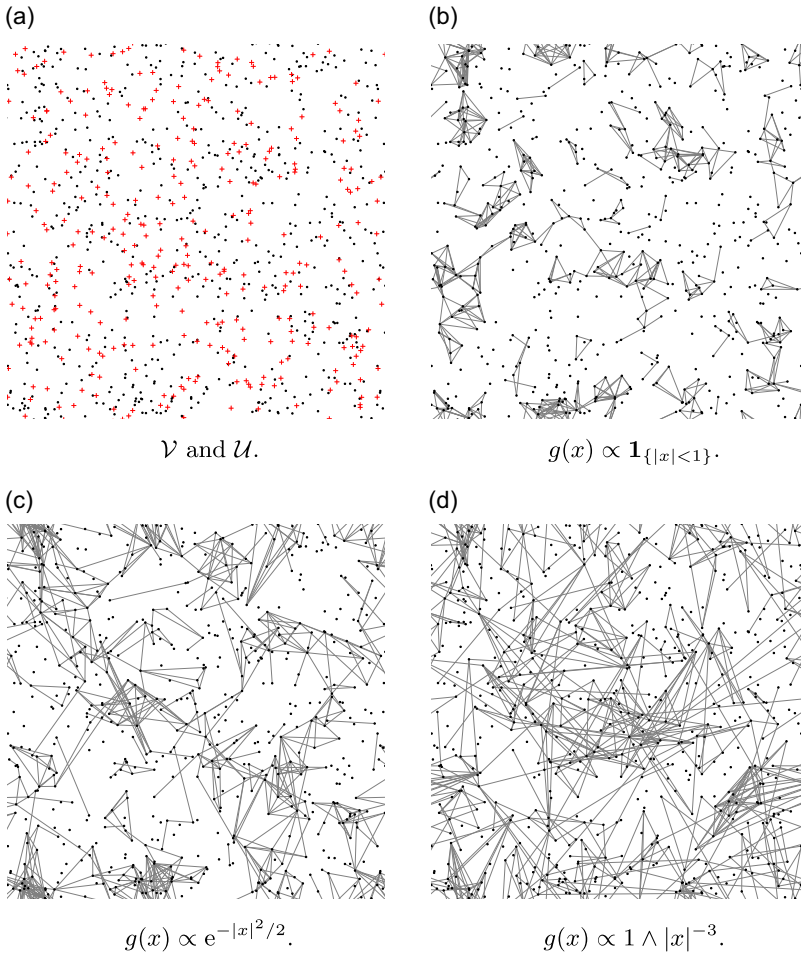 (a)
(b)
𝒱 and 𝒰.
g(x) ∝ 𝟏{|x|<1}.
(c)
(d)
g(x) ∝ e^{−|x|²/2}.
g(x) ∝ 1 ∧ |x|^{−3}.